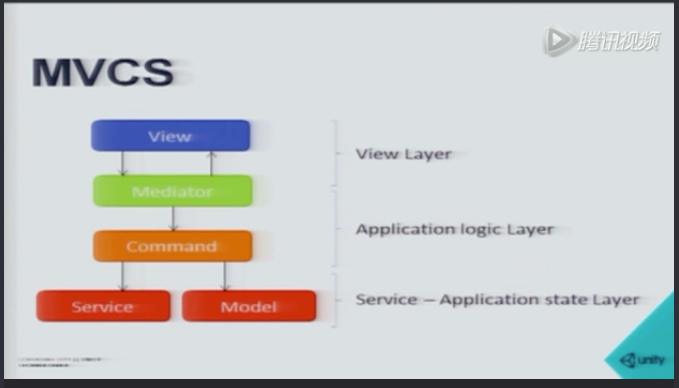 腾讯视频
MVCS
View
View Layer
Mediator
Application logic Layer
Command
Service
Model
Service – Application state Layer
unity